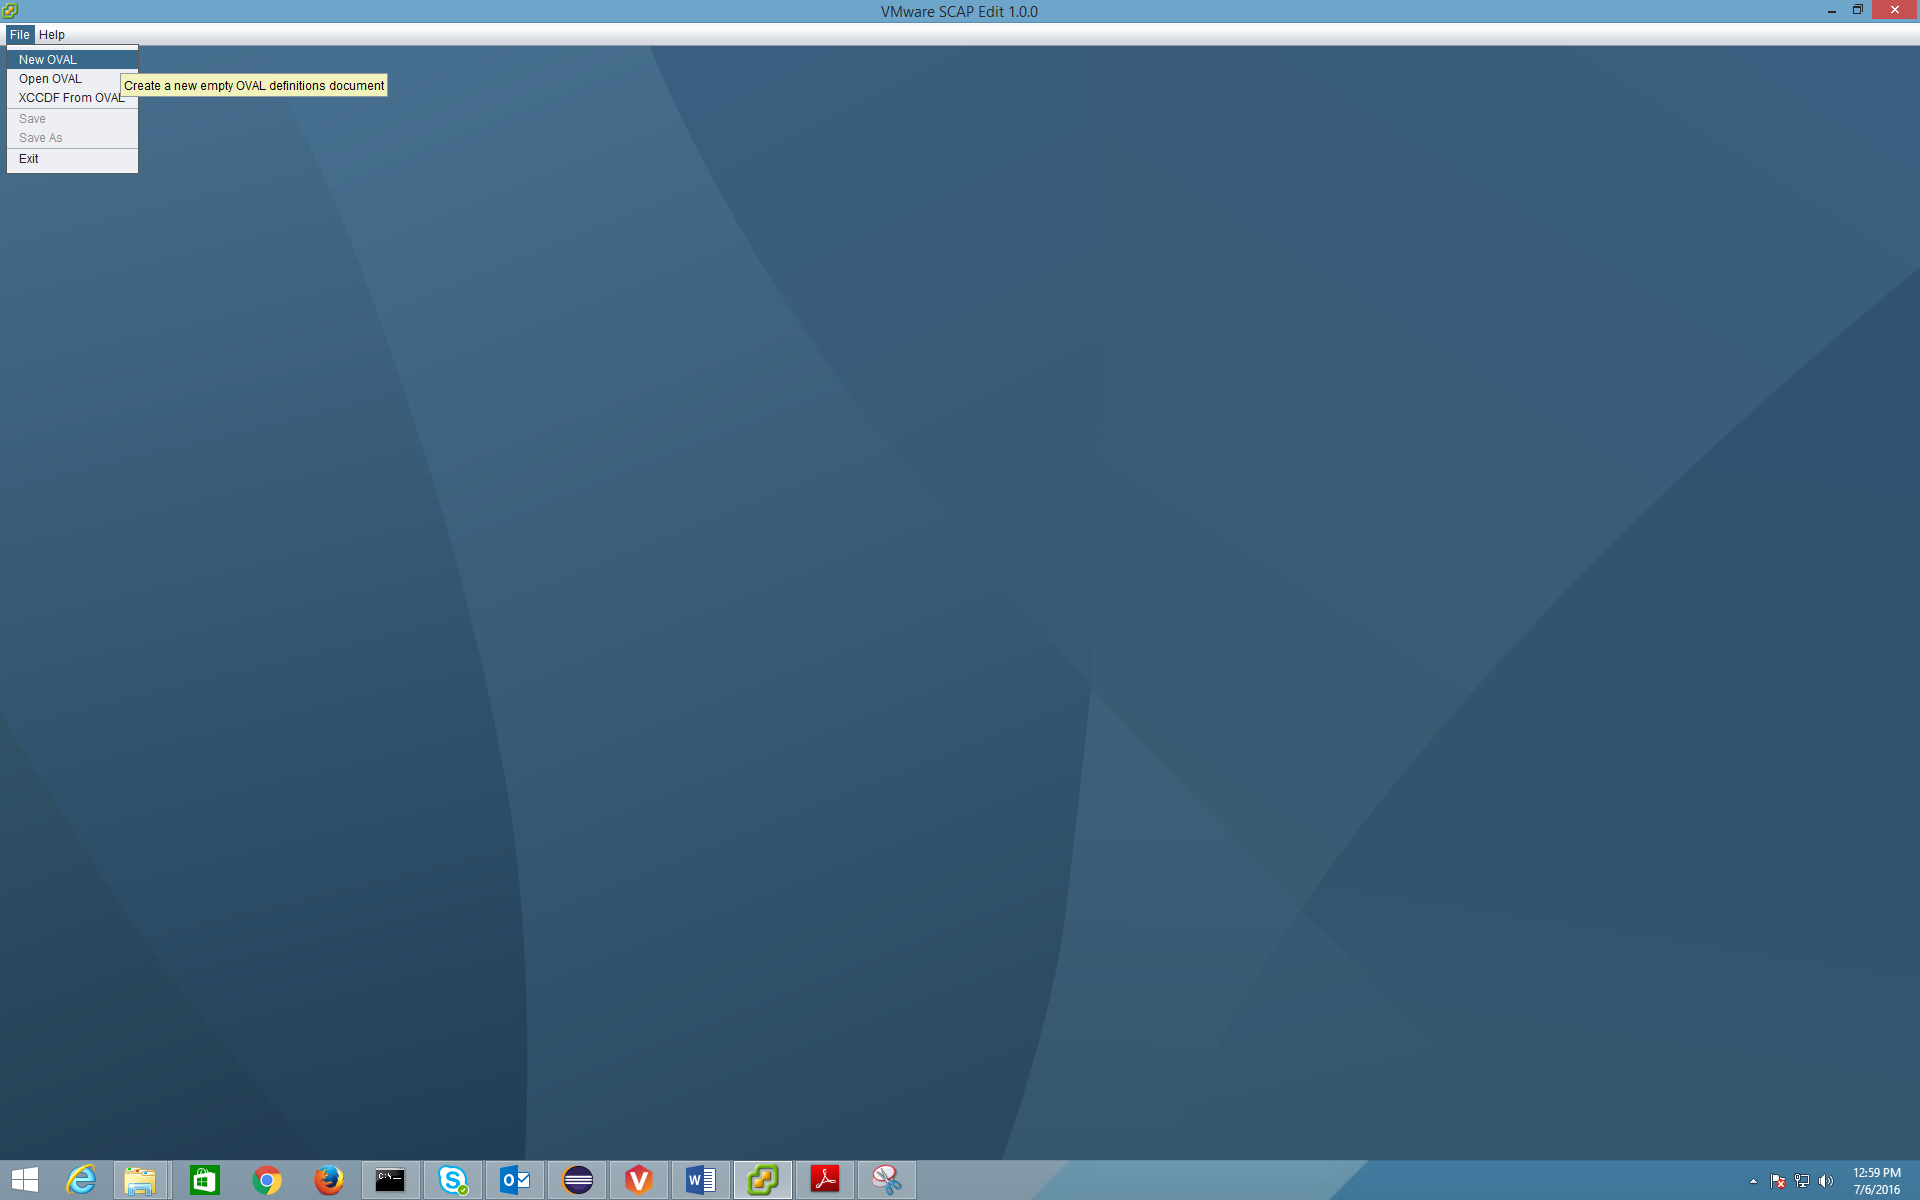 VMware SCAP Edit 1.0.0
File Help
New OVAL
Open OVAL
Create a new empty OVAL definitions document
XCCDF From OVAL
Save
Save As
Exit
C:\_
12:59 PM
7/6/2016